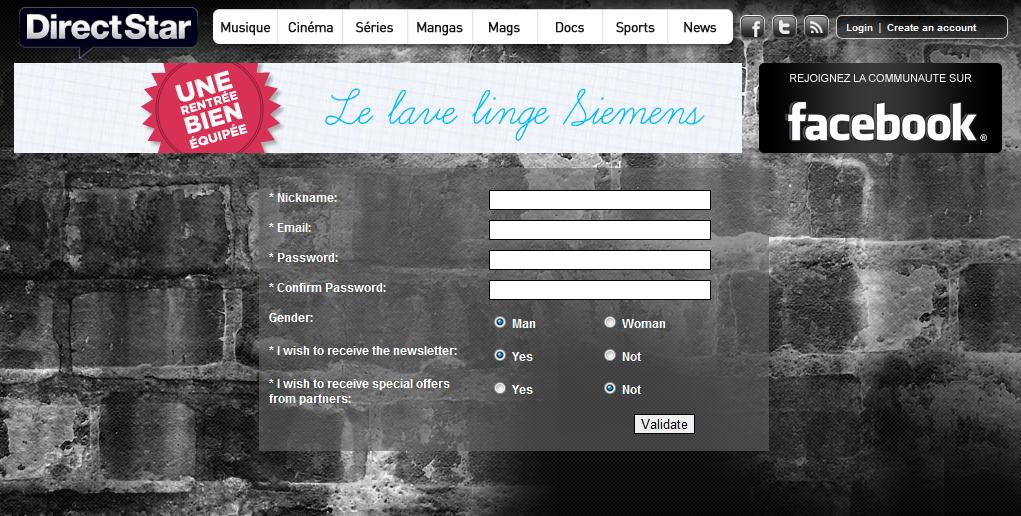 DirectStar
Musique Cinéma Séries Mangas Mags Docs Sports News
Login | Create an account
UNE
RENTRÉE
BIEN
ÉQUIPÉE
Le lave linge Siemens
REJOIGNEZ LA COMMUNAUTE SUR
facebook®
* Nickname:
* Email:
* Password:
* Confirm Password:
Gender: Man Woman
* I wish to receive the newsletter: Yes Not
* I wish to receive special offers
from partners: Yes Not
Validate